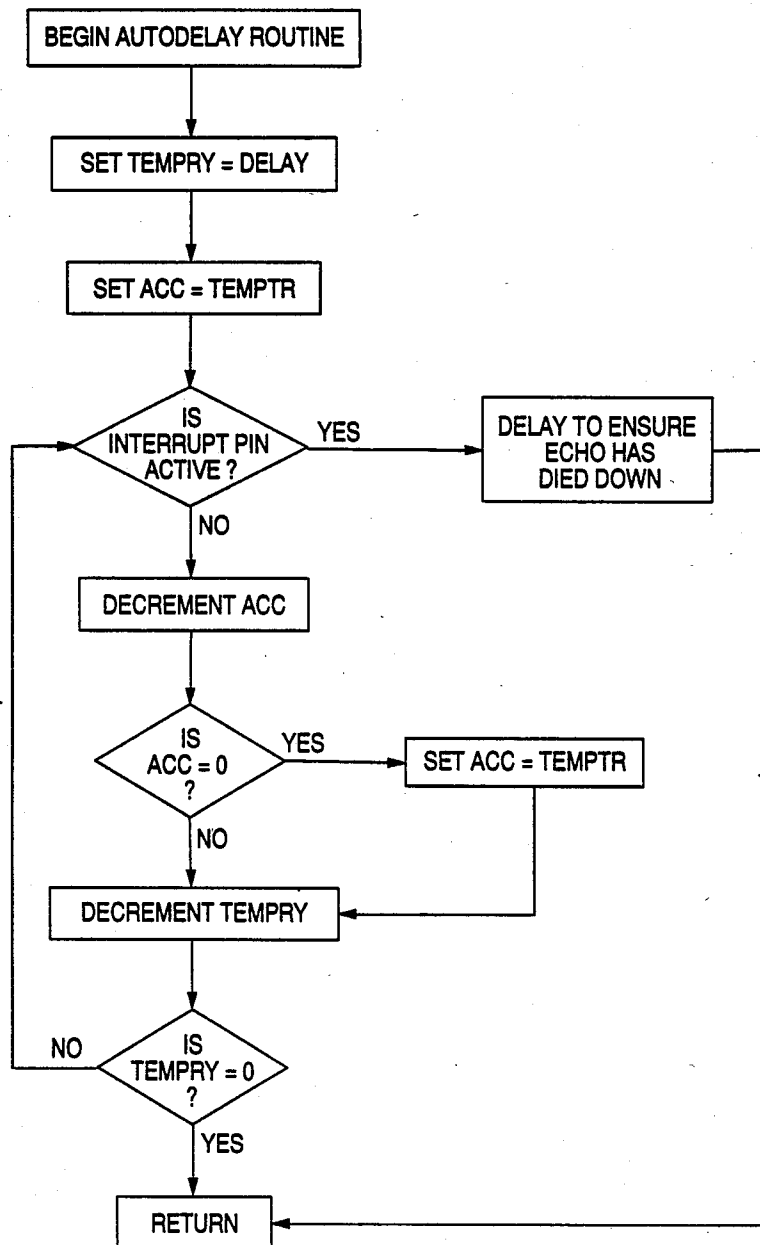 BEGIN AUTODELAY ROUTINE
SET TEMPRY = DELAY
SET ACC = TEMPTR
IS
INTERRUPT PIN
ACTIVE ?
YES
DELAY TO ENSURE
ECHO HAS
DIED DOWN
NO
DECREMENT ACC
IS
ACC = 0
?
YES
SET ACC = TEMPTR
NO
DECREMENT TEMPRY
IS
TEMPRY = 0
?
NO
YES
RETURN